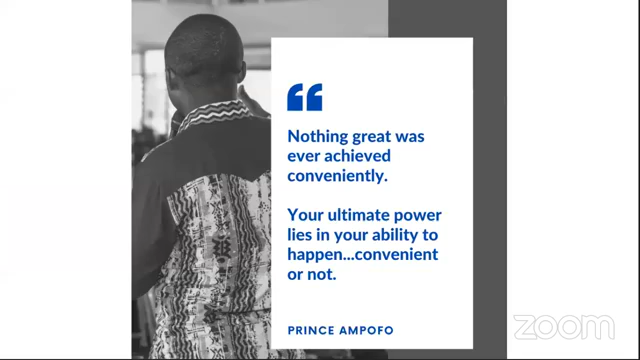 Nothing great was
ever achieved
conveniently.
Your ultimate power
lies in your ability to
happen...convenient
or not.
PRINCE AMPOFO
zoom